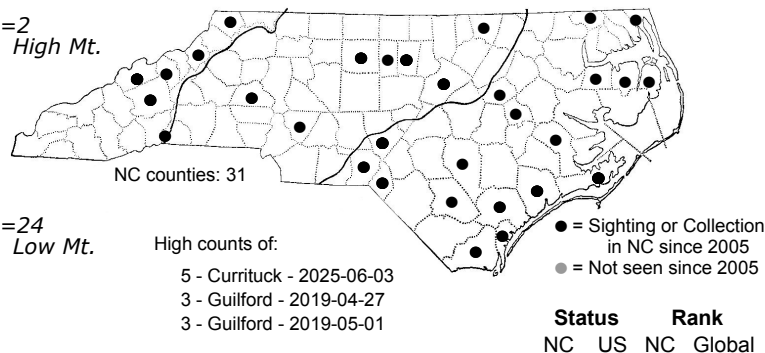 =2
High Mt.
NC counties: 31
=24
Low Mt.
High counts of:
5 - Currituck - 2025-06-03
3 - Guilford - 2019-04-27
3 - Guilford - 2019-05-01
● = Sighting or Collection
in NC since 2005
● = Not seen since 2005
Status Rank
NC US NC Global